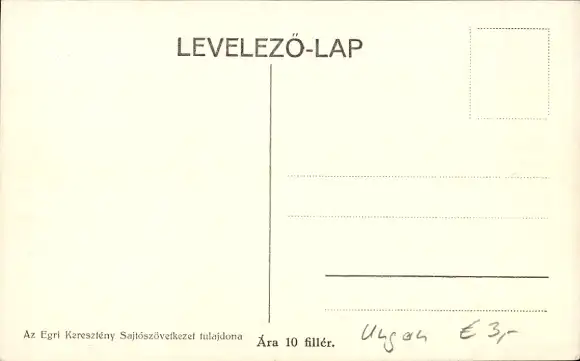 LEVELEZŐ-LAP
Az Egri Keresztény Sajtószövetkezet tulajdona
Ára 10 fillér.
Ungarn € 3,-